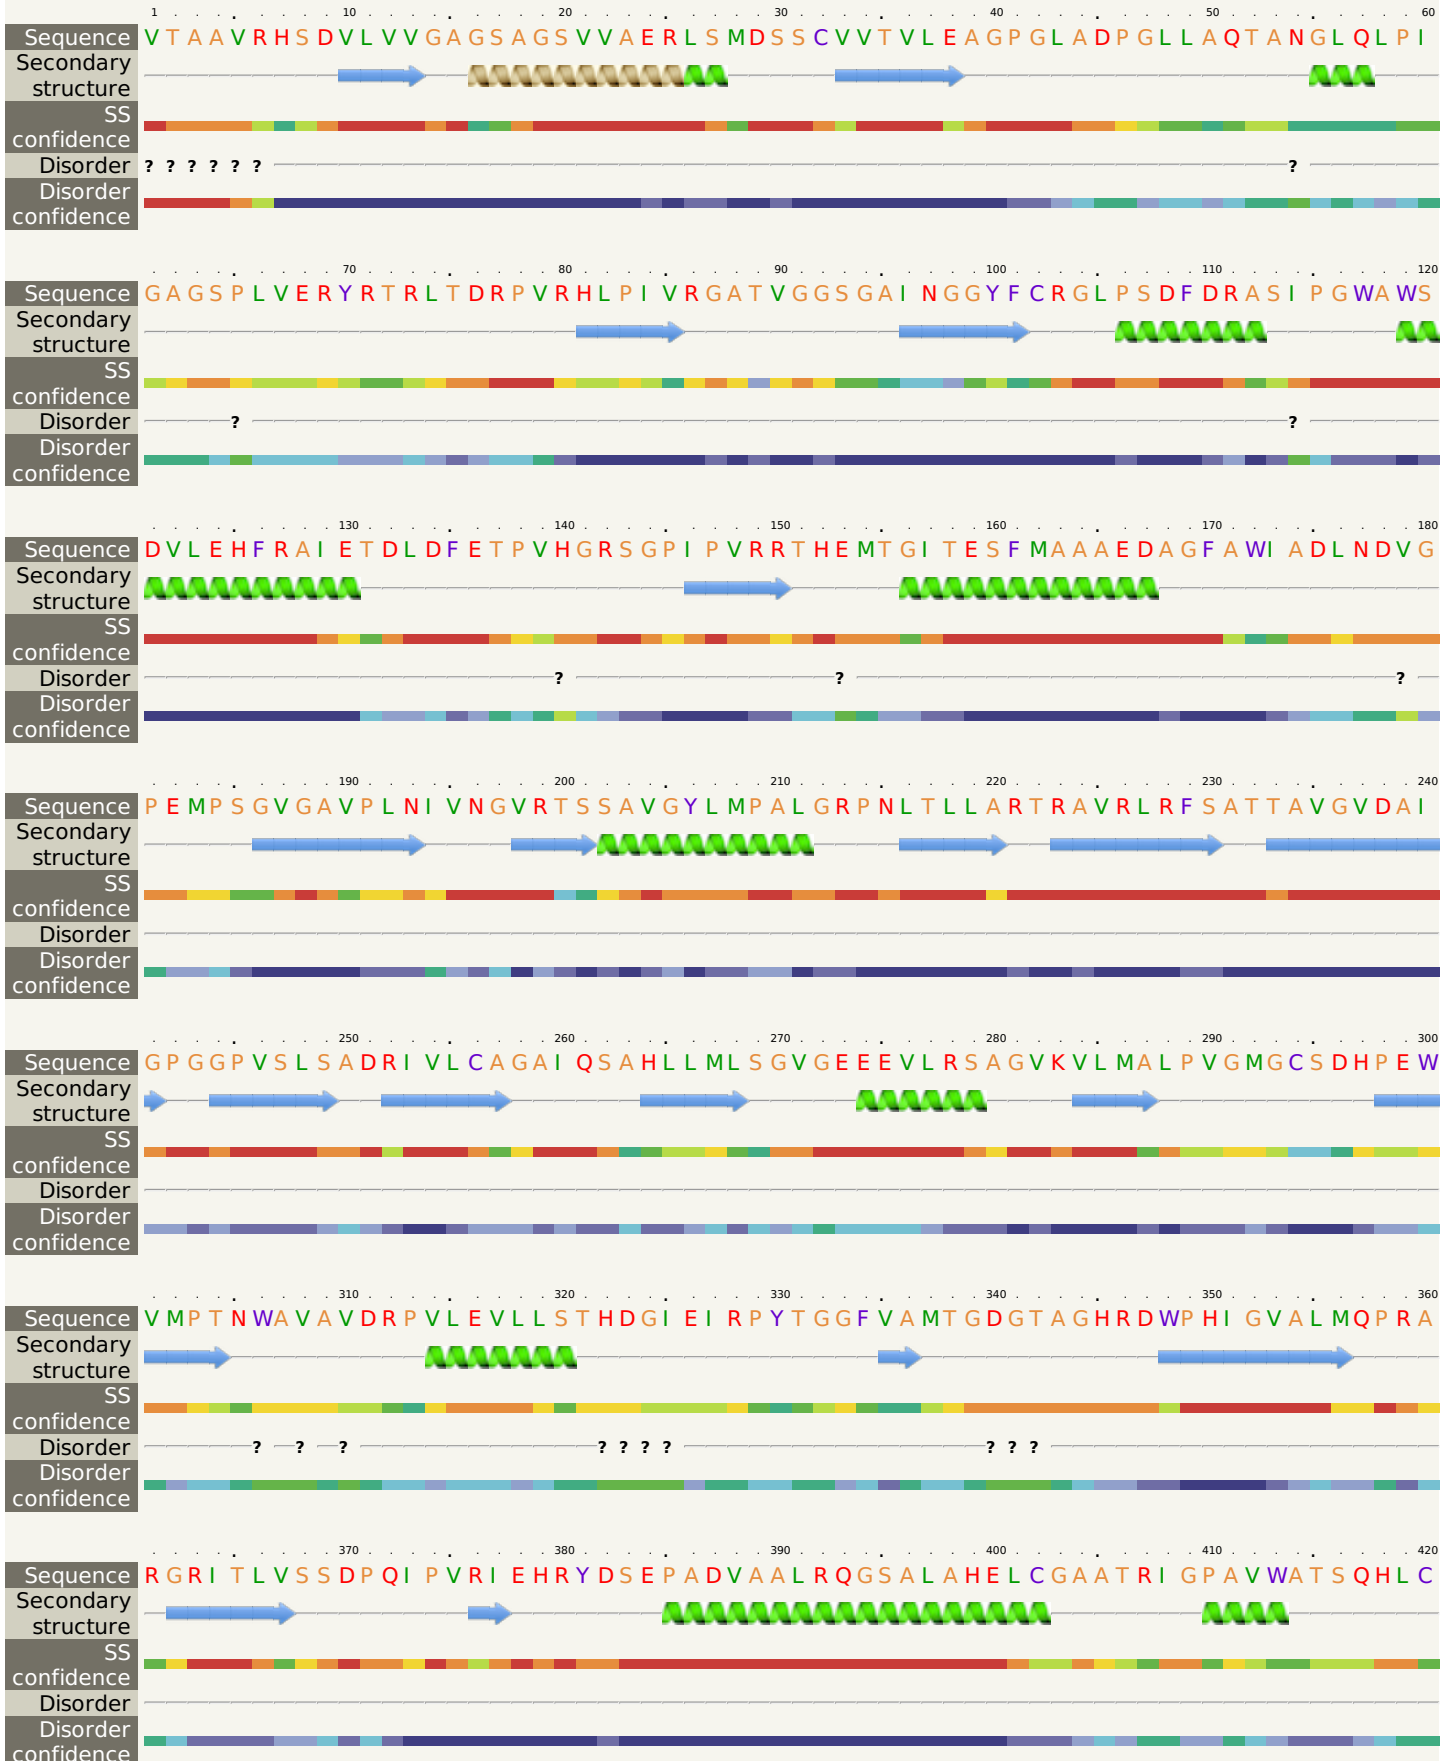 1 10 20 30 40 50 60
Sequence VTAAVRHSDVLVVGAGSAGSVVAERLSMDSSCVVTVLEAGPGLADPGLLAQTANGLQLPI
Secondary
structure
SS
confidence
Disorder ? ? ? ? ? ? ?
Disorder
confidence
70 80 90 100 110 120
Sequence GAGSPLVERYRTRLTDRPVRHLPIVRGATVGGSGAINGGYFCRGLPSDFDRASIPGWAWS
Secondary
structure
SS
confidence
Disorder ? ?
Disorder
confidence
130 140 150 160 170 180
Sequence DVLEHFRAIETDLDFETPVHGRSGPIPVRRTHEMTGITESFMAAAEDAGFAWIADLNDVG
Secondary
structure
SS
confidence
Disorder ? ? ?
Disorder
confidence
190 200 210 220 230 240
Sequence PEMPSGVGAVPLNIVNGVRTSSAVGYLMPALGRPNLTLLARTRAVRLRFSATTAVGVDAI
Secondary
structure
SS
confidence
Disorder
Disorder
confidence
250 260 270 280 290 300
Sequence GPGGPVSLSADRIVLCAGAIQSAHLLMLSGVGEEEVLRSAGVKVLMALPVGMGCSDHPEW
Secondary
structure
SS
confidence
Disorder
Disorder
confidence
310 320 330 340 350 360
Sequence VMPTNWAVAVDRPVLEVLLSTHDGIEIRPYTGGFVAMTGDGTAGHRDWPHIGVALMQPRA
Secondary
structure
SS
confidence
Disorder ? ? ? ? ? ? ? ? ? ?
Disorder
confidence
370 380 390 400 410 420
Sequence RGRITLVSSDPQIPVRIEHRYDSEPADVAALRQGSALAHELCGAATRIGPAVWATSQHLC
Secondary
structure
SS
confidence
Disorder
Disorder
confidence